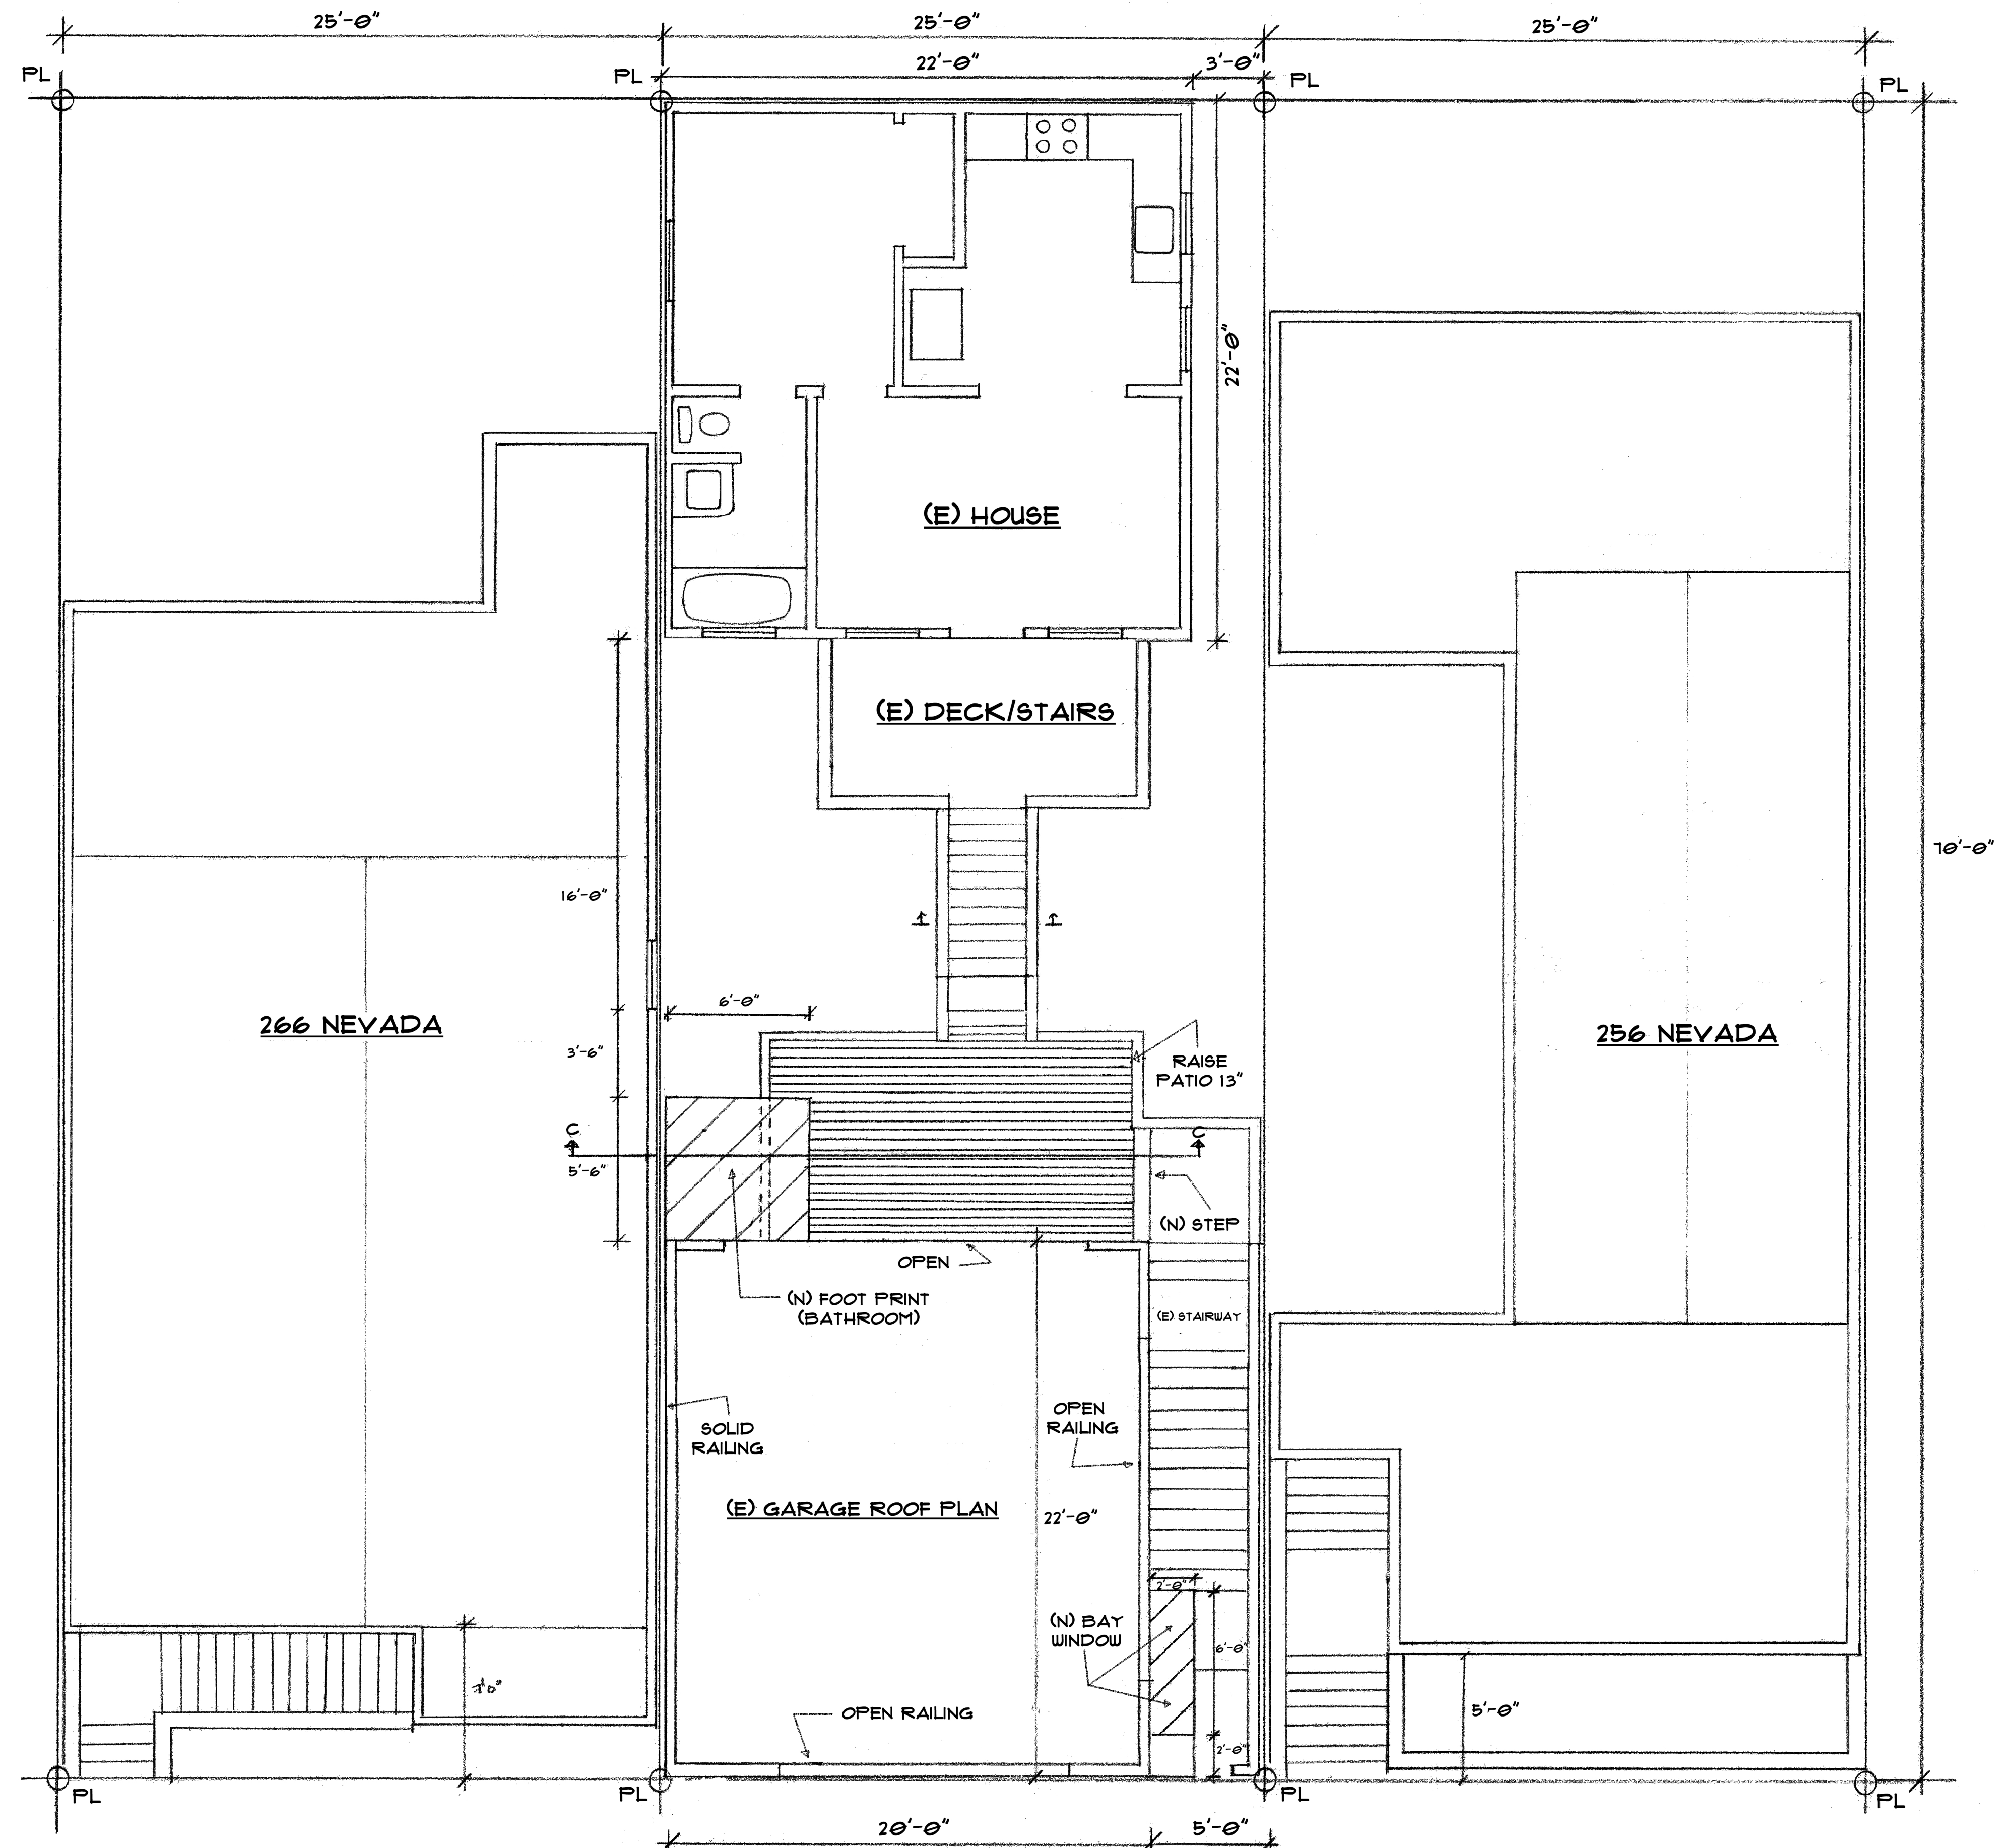 25'-0"
25'-0"
25'-0"
22'-0"
3'-0"
PL
PL
PL
PL
22'-0"
(E) HOUSE
(E) DECK/STAIRS
70'-0"
16'-0"
6'-0"
266 NEVADA
256 NEVADA
3'-6"
RAISE
PATIO 13"
C
C
5'-6"
(N) STEP
OPEN
(N) FOOT PRINT
(BATHROOM)
(E) STAIRWAY
SOLID
RAILING
OPEN
RAILING
(E) GARAGE ROOF PLAN
22'-0"
2'-0"
(N) BAY
WINDOW
6'-0"
5'-0"
OPEN RAILING
2'-0"
PL
PL
PL
PL
20'-0"
5'-0"